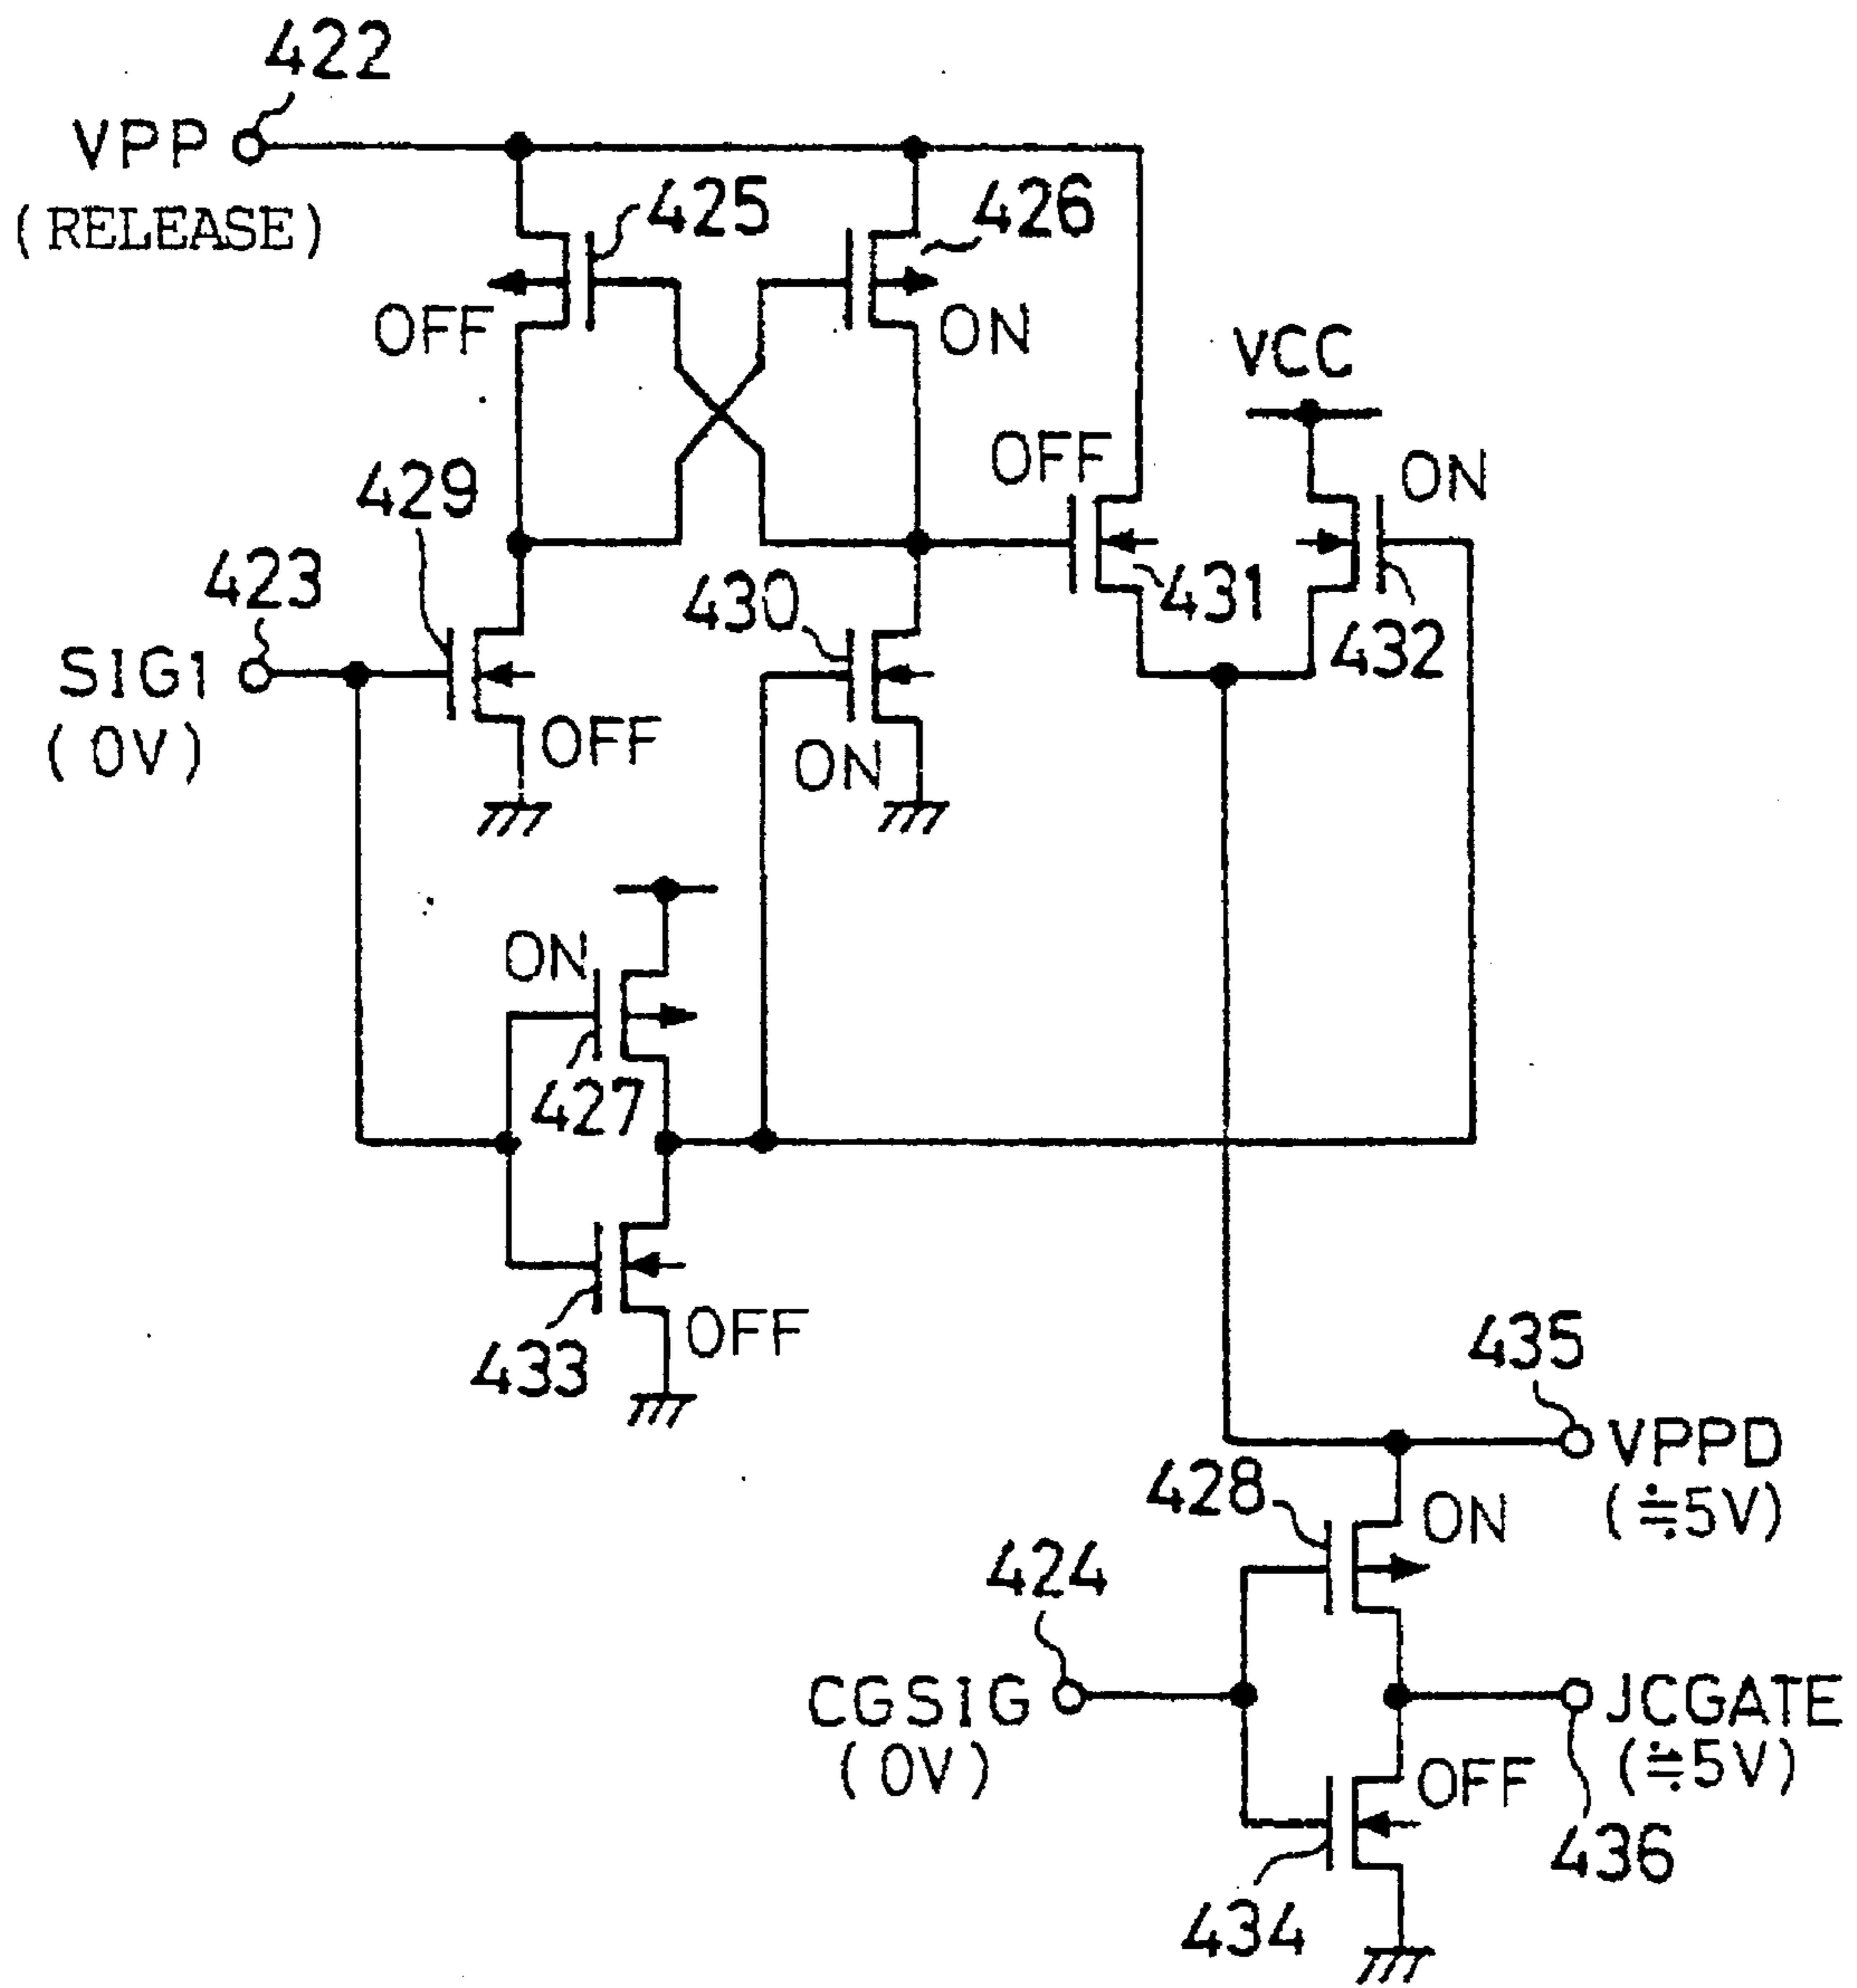 422
VPP
(RELEASE)
425
426
OFF
ON
VCC
OFF
ON
429
423
430
431
432
SIG1
(0V)
OFF
ON
ON
427
433
OFF
435
VPPD
(≒5V)
428
ON
424
CGSIG
(0V)
JCGATE
(≒5V)
OFF
436
434